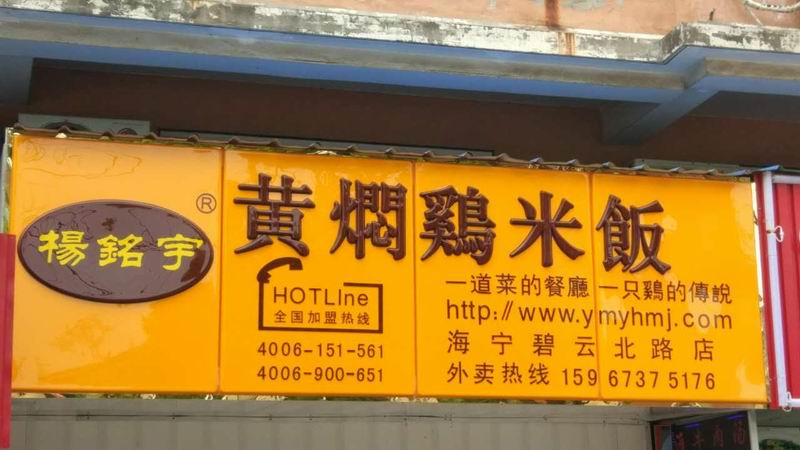 楊銘宇
®
黄燜鷄米飯
HOTLIne
全国加盟热线
4006-151-561
4006-900-651
一道菜的餐廳 一只鷄的傳說
http://www.ymyhmj.com
海宁碧云北路店
外卖热线 159 6737 5176
牛肉